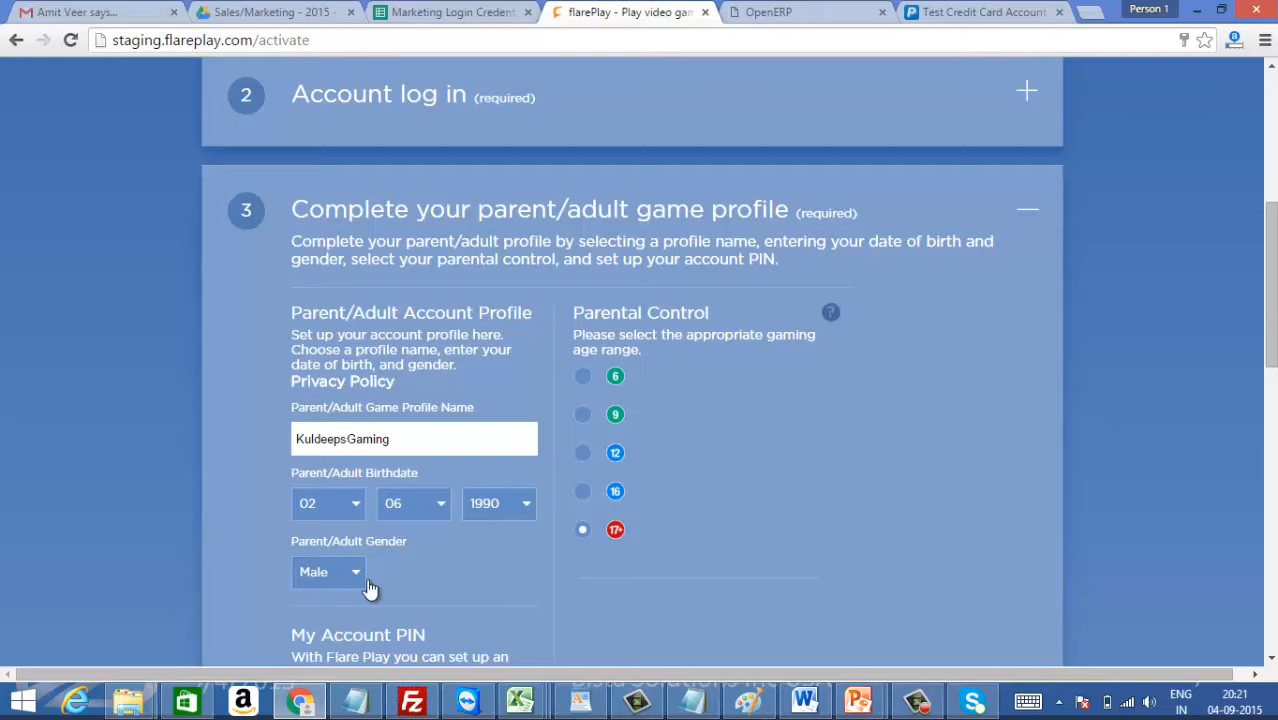 Amit Veer says...
Sales/Marketing - 2015 -
Marketing Login Credent
flarePlay - Play video gam
OpenERP
Test Credit Card Account
Person 1
staging.flareplay.com/activate
2
Account log in (required)
3
Complete your parent/adult game profile (required)
Complete your parent/adult profile by selecting a profile name, entering your date of birth and
gender, select your parental control, and set up your account PIN.
Parent/Adult Account Profile
Set up your account profile here.
Choose a profile name, enter your
date of birth, and gender.
Privacy Policy
Parent/Adult Game Profile Name
KuldeepsGaming
Parent/Adult Birthdate
02
06
1990
Parent/Adult Gender
Male
My Account PIN
With Flare Play you can set up an
Parental Control
?
Please select the appropriate gaming
age range.
6
9
12
16
17+
ENG
IN
20:21
04-09-2015